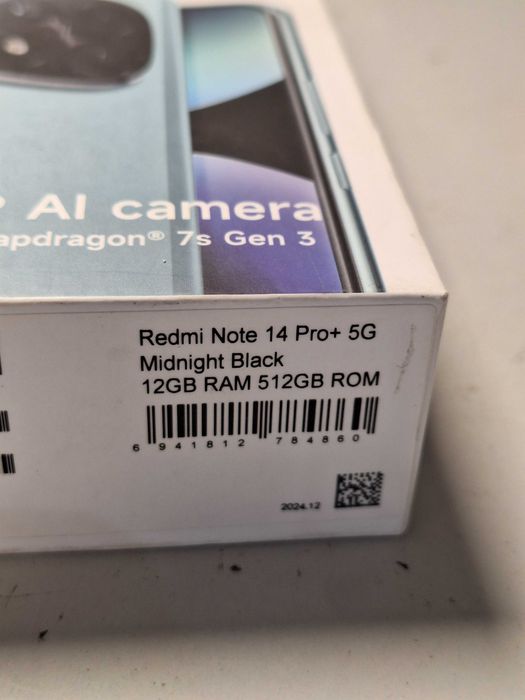 AI camera
apdragon® 7s Gen 3
Redmi Note 14 Pro+ 5G
Midnight Black
12GB RAM 512GB ROM
6 941812 784860
2024.12